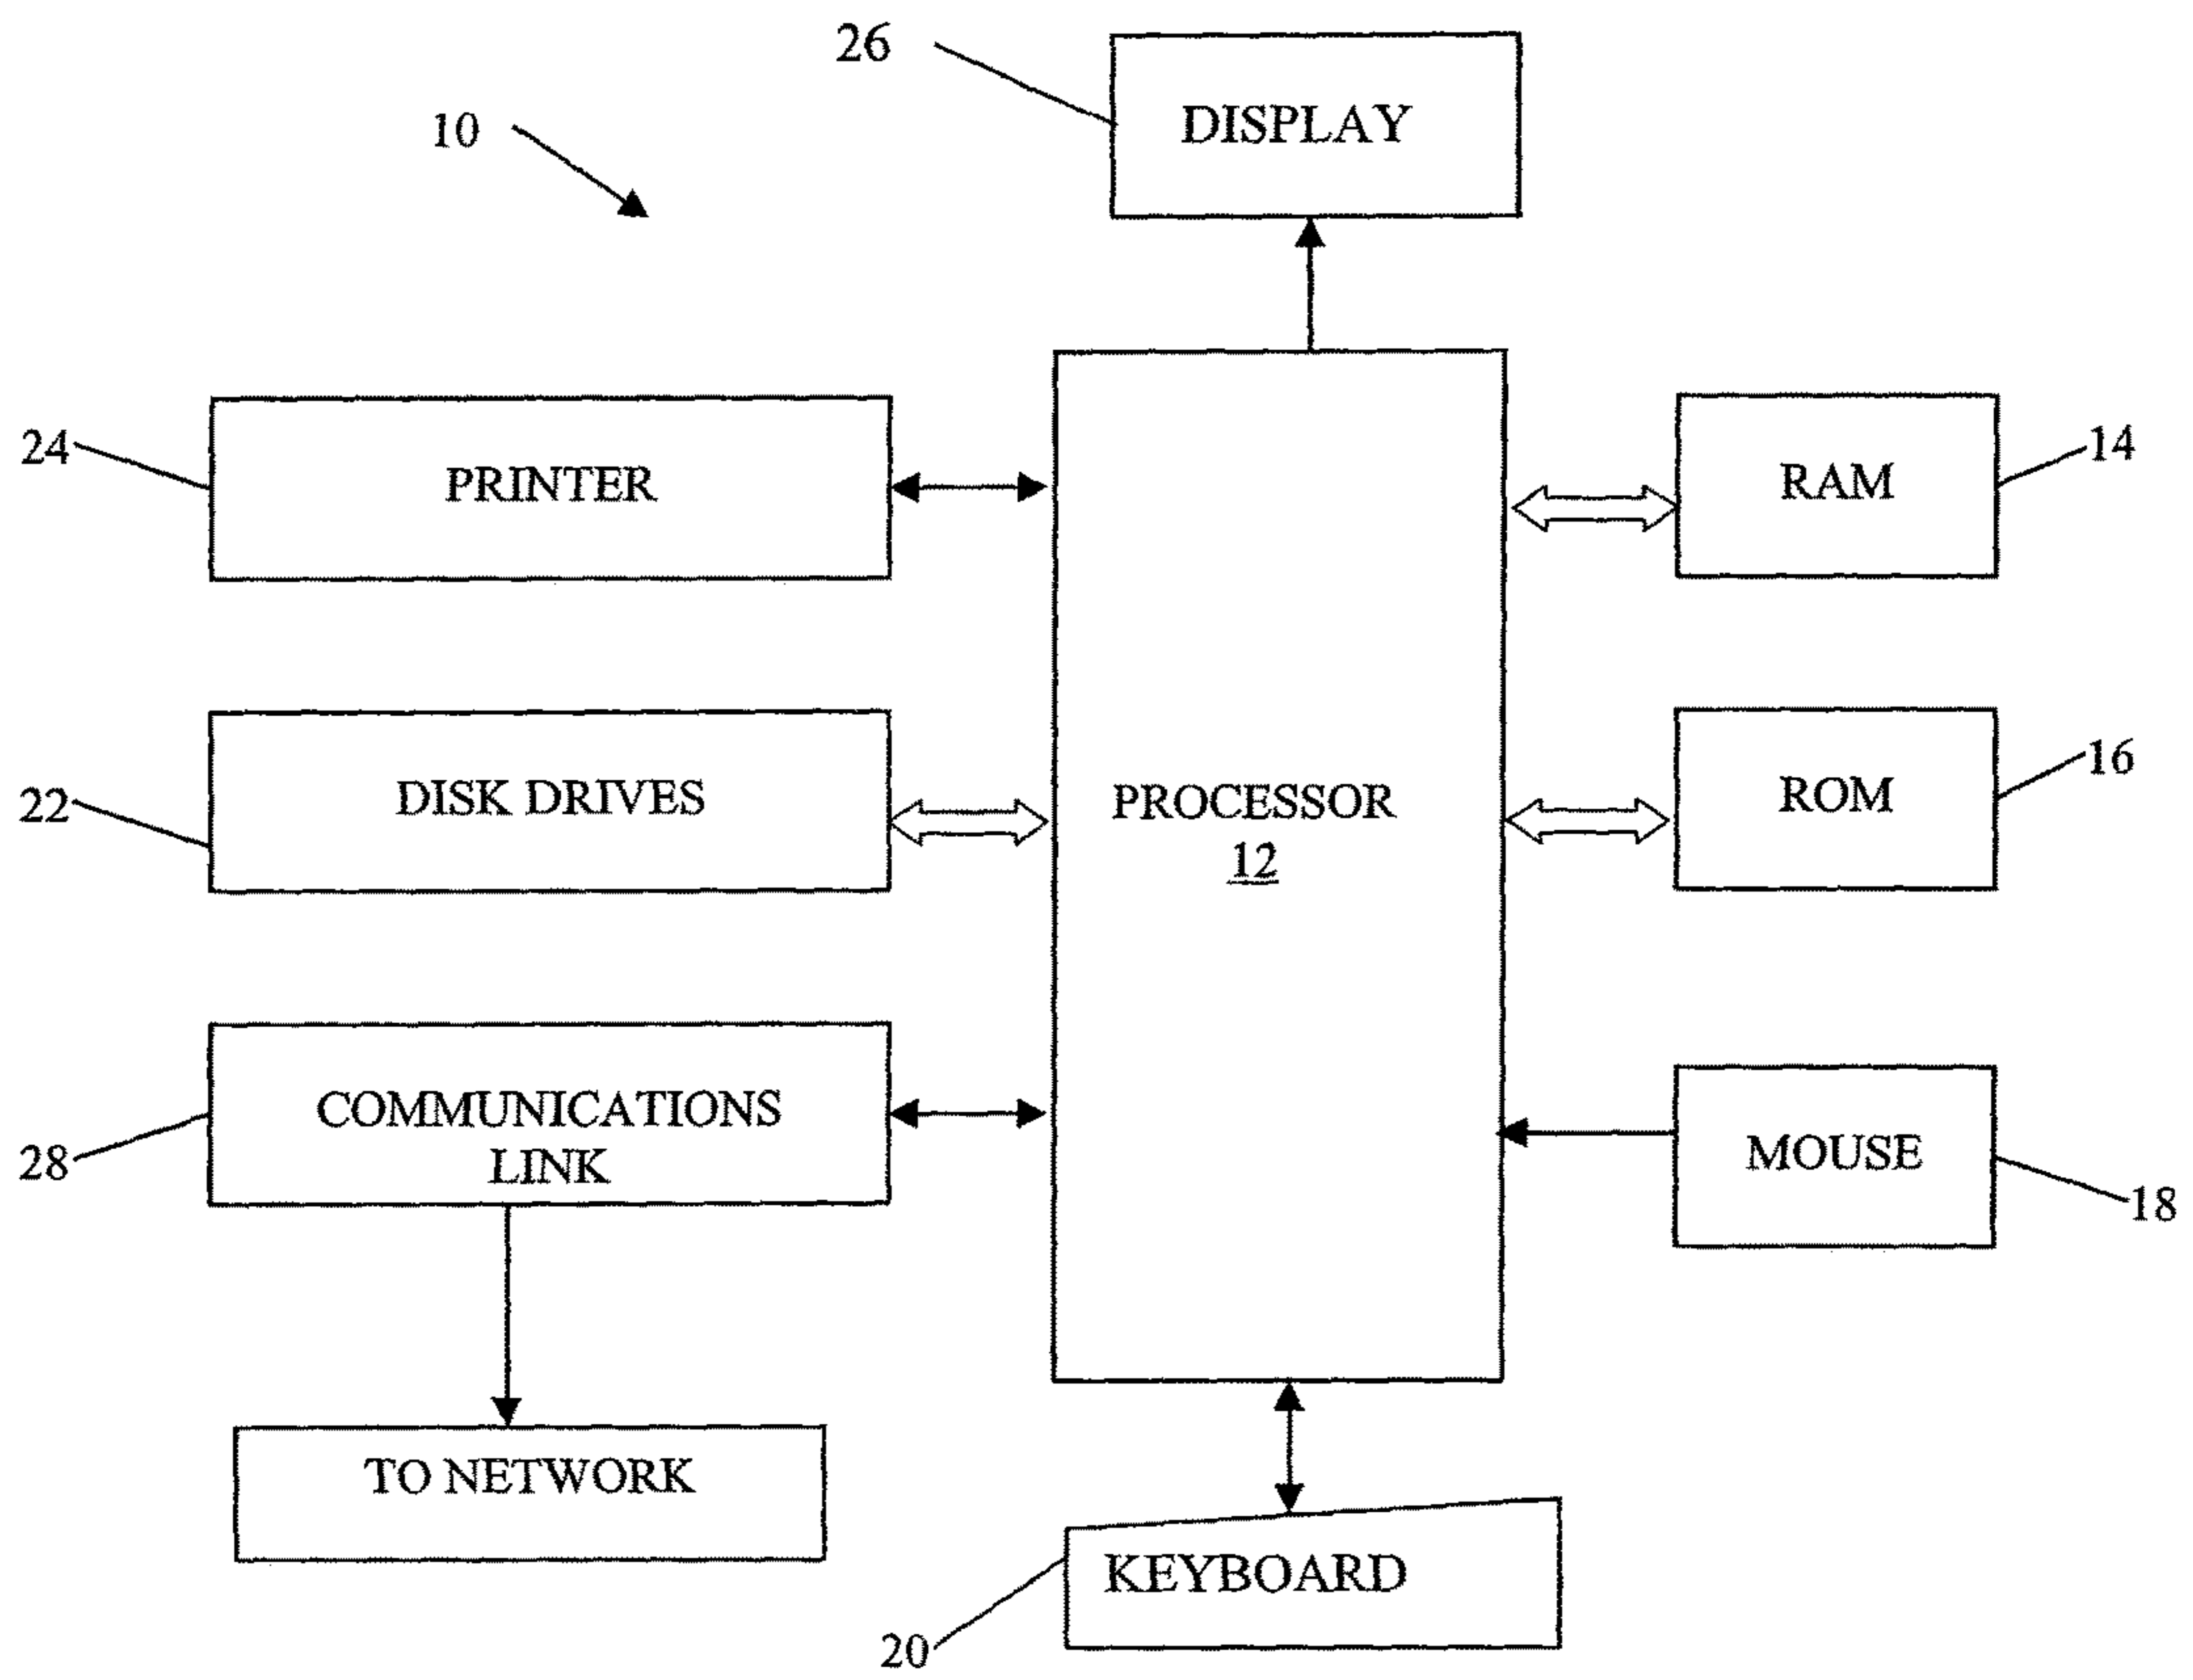 26
DISPLAY
10
24
PRINTER
RAM
14
22
DISK DRIVES
PROCESSOR
12
ROM
16
28
COMMUNICATIONS
LINK
MOUSE
18
TO NETWORK
KEYBOARD
20